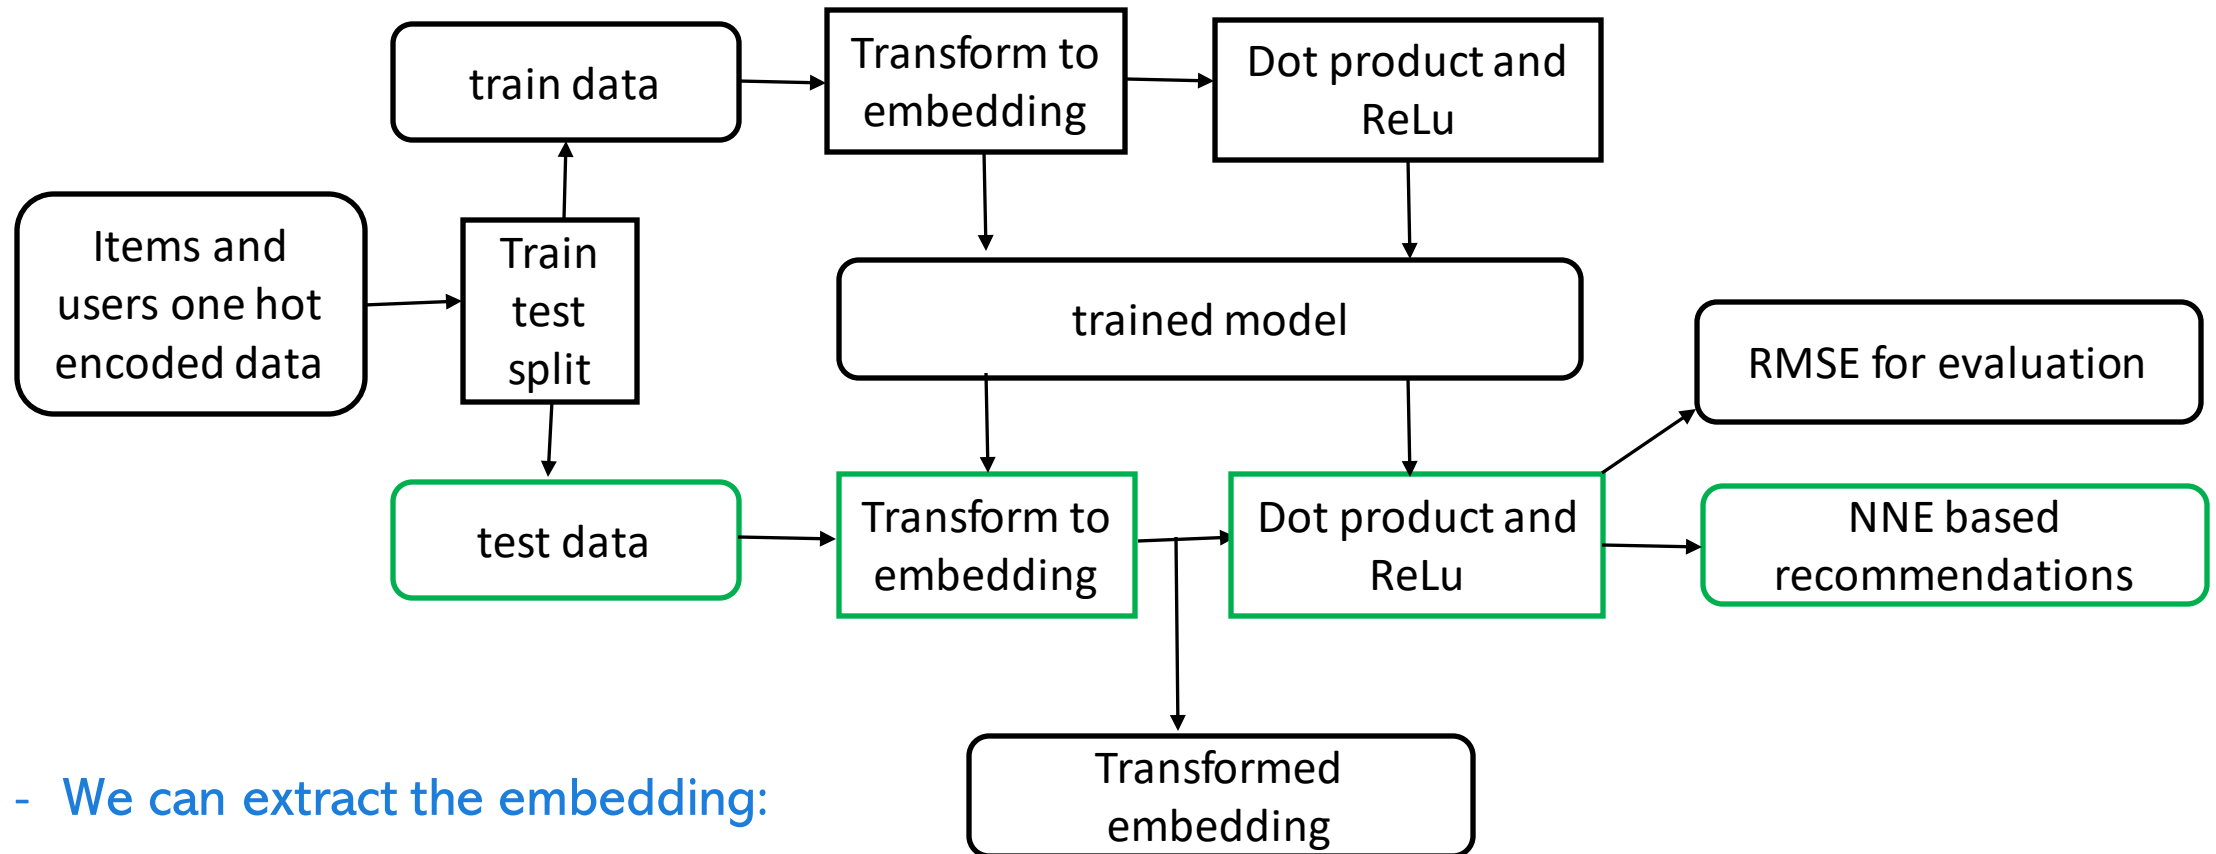 train data
Transform to
embedding
Dot product and
ReLu
Items and
users one hot
encoded data
Train
test
split
trained model
RMSE for evaluation
test data
Transform to
embedding
Dot product and
ReLu
NNE based
recommendations
Transformed
embedding
- We can extract the embedding: